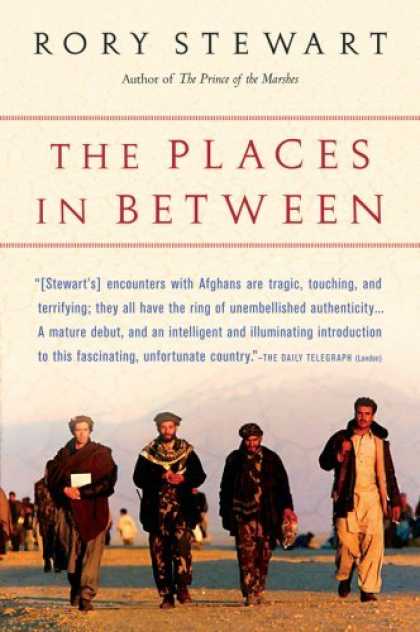 RORY STEWART
Author of The Prince of the Marshes
THE PLACES
IN BETWEEN
“[Stewart's] encounters with Afghans are tragic, touching, and
terrifying; they all have the ring of unembellished authenticity...
A mature debut, and an intelligent and illuminating introduction
to this fascinating, unfortunate country.”–THE DAILY TELEGRAPH (London)